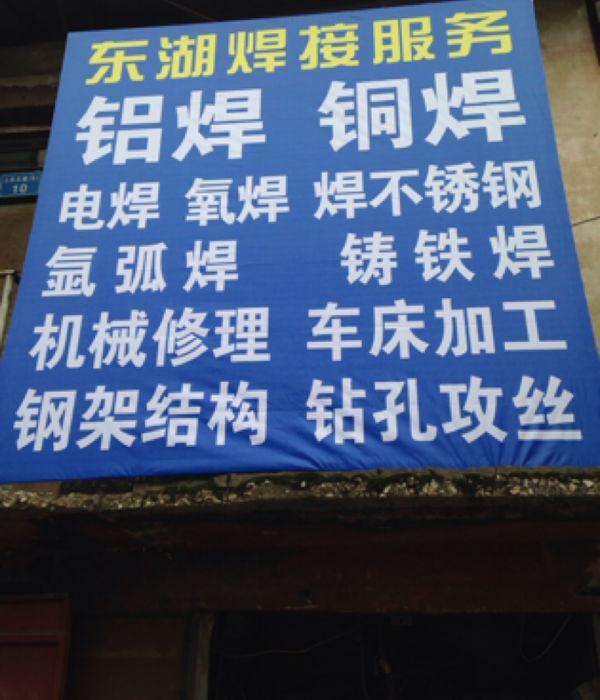 东湖焊接服务
铝焊 铜焊
电焊 氧焊 焊不锈钢
氩弧焊 铸铁焊
机械修理 车床加工
钢架结构 钻孔攻丝
10